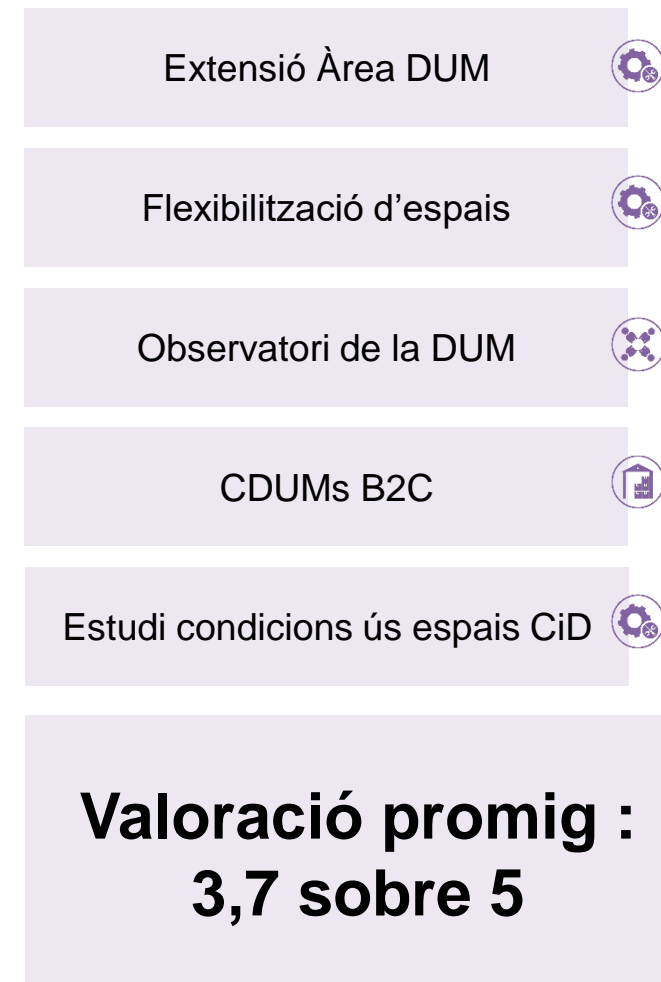 Extensió Àrea DUM
Flexibilització d’espais
Observatori de la DUM
CDUMs B2C
Estudi condicions ús espais CiD
Valoració promig :
3,7 sobre 5